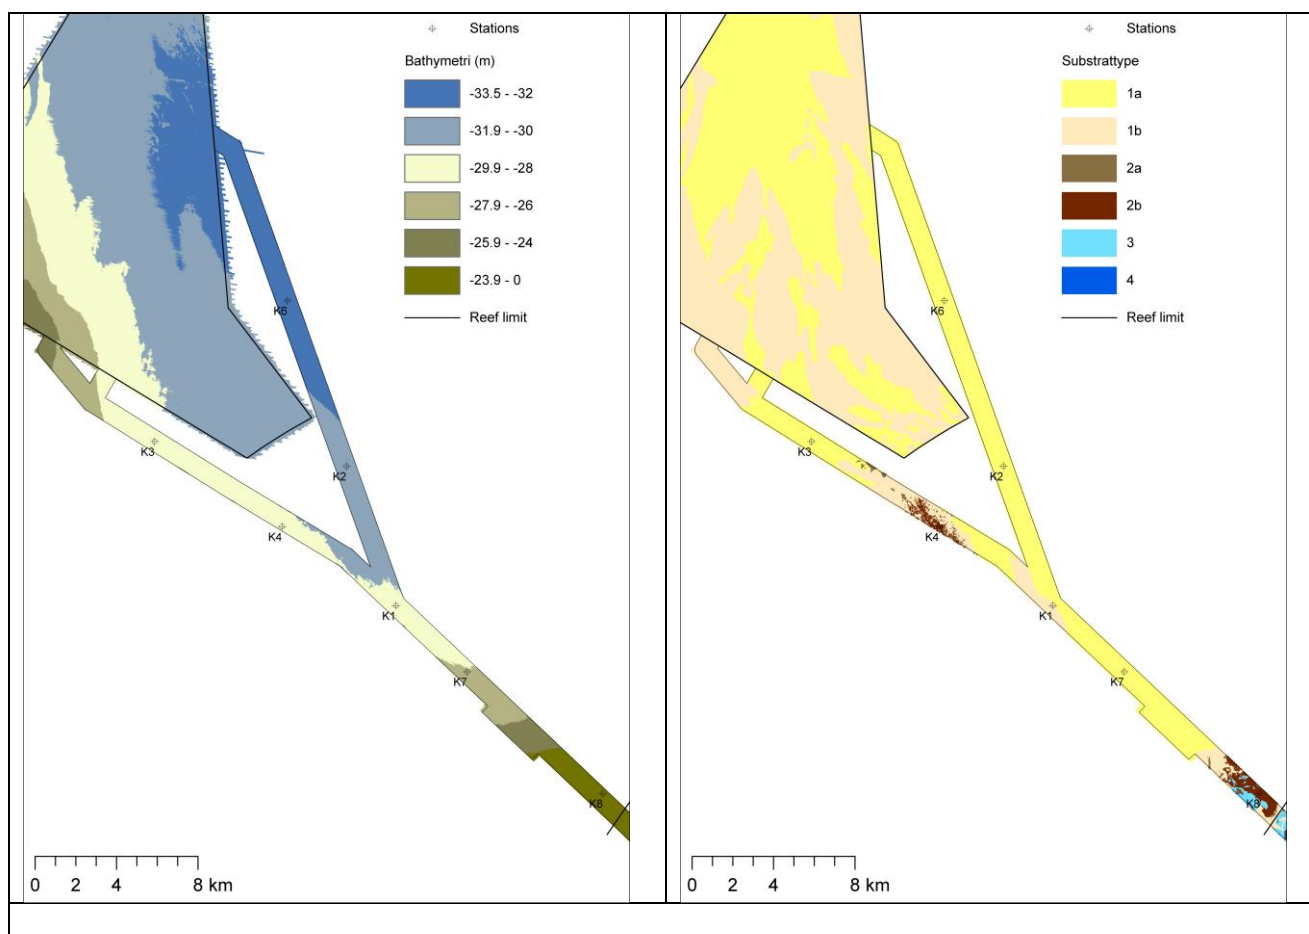 Stations
Bathymetri (m)
-33.5 - -32
-31.9 - -30
-29.9 - -28
-27.9 - -26
-25.9 - -24
-23.9 - 0
Reef limit
K6
K3
K2
K4
K1
K7
K8
0 2 4 8 km
Stations
Substrattype
1a
1b
2a
2b
3
4
Reef limit
K6
K3
K2
K4
K1
K7
K8
0 2 4 8 km